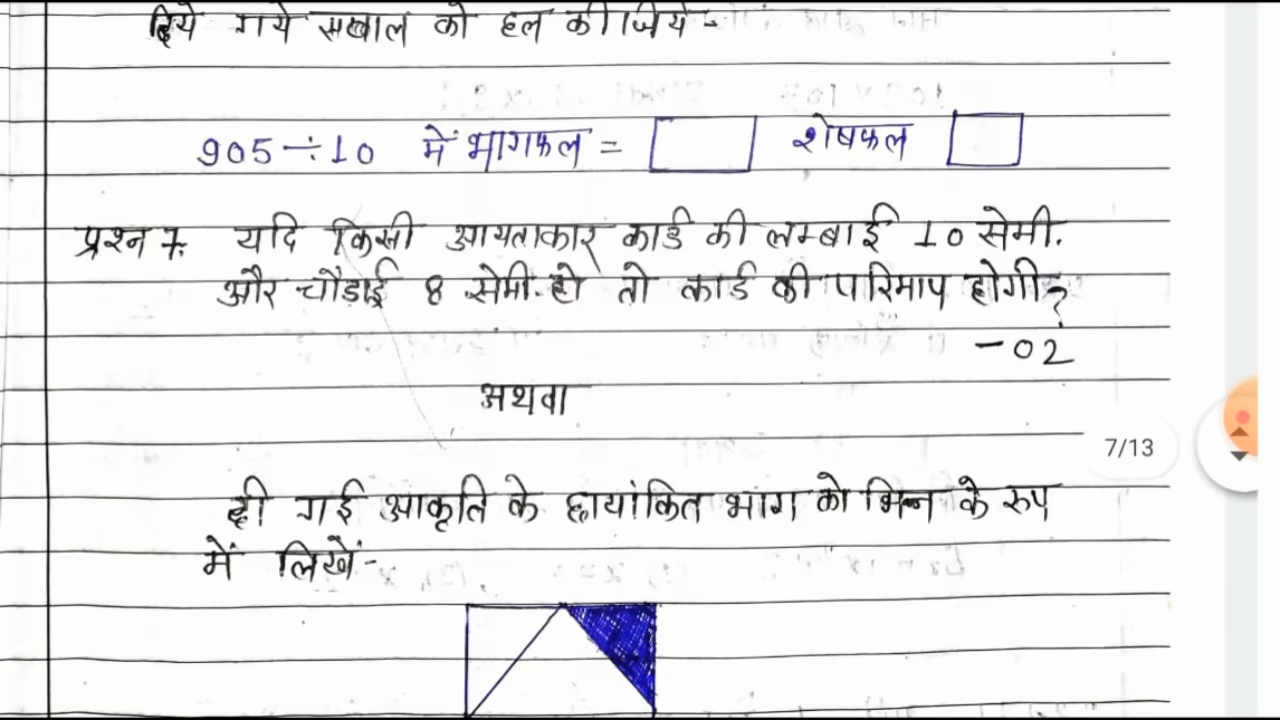 दिये गये सवाल को हल कीजिये -
905 ÷ 10 में भागफल = शेषफल
प्रश्न 7. यदि किसी आयताकार कार्ड की लम्बाई 10 सेमी.
और चौड़ाई 8 सेमी. हो तो कार्ड की परिमाप होगी?
- 02
अथवा
7/13
दी गई आकृति के छायांकित भाग को भिन्न के रुप
में लिखें -